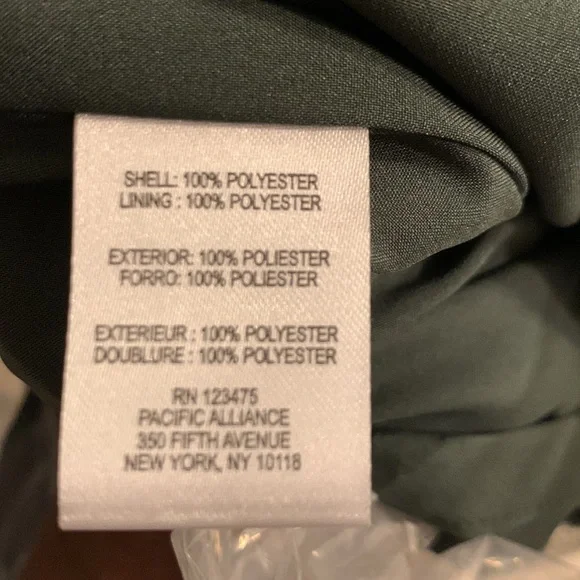 SHELL: 100% POLYESTER
LINING : 100% POLYESTER
EXTERIOR: 100% POLIESTER
FORRO: 100% POLIESTER
EXTERIEUR : 100% POLYESTER
DOUBLURE : 100% POLYESTER
RN 123475
PACIFIC ALLIANCE
350 FIFTH AVENUE
NEW YORK, NY 10118